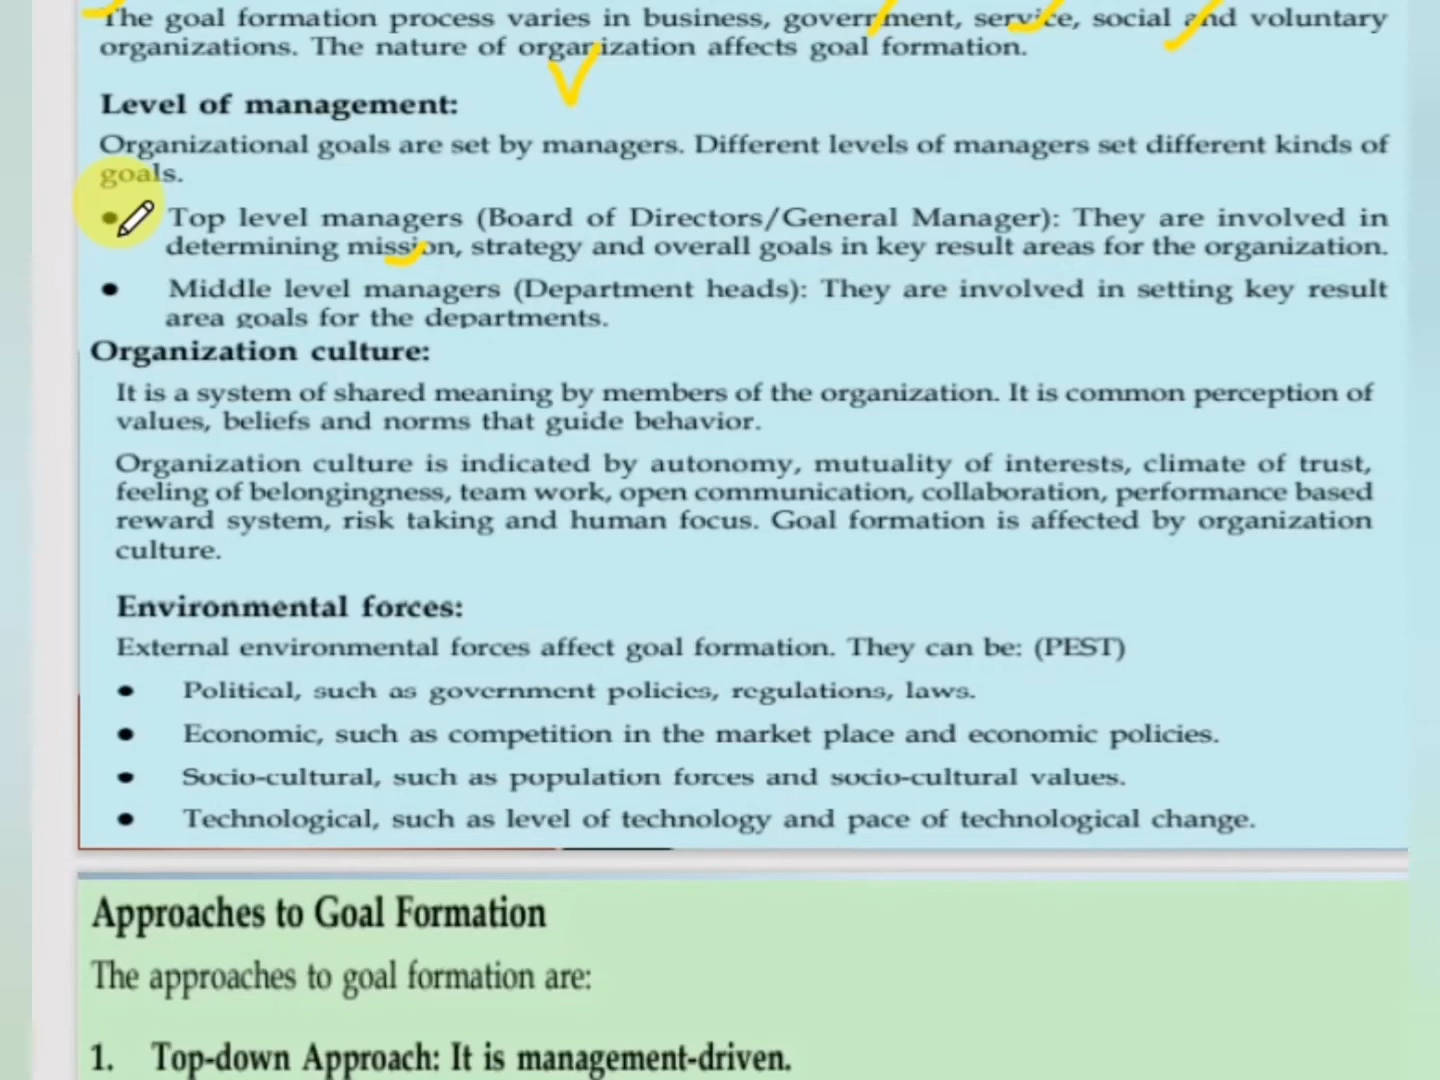 The goal formation process varies in business, government, service, social and voluntary
organizations. The nature of organization affects goal formation.
Level of management:
Organizational goals are set by managers. Different levels of managers set different kinds of
goals.
• Top level managers (Board of Directors/General Manager): They are involved in
determining mission, strategy and overall goals in key result areas for the organization.
• Middle level managers (Department heads): They are involved in setting key result
area goals for the departments.
Organization culture:
It is a system of shared meaning by members of the organization. It is common perception of
values, beliefs and norms that guide behavior.
Organization culture is indicated by autonomy, mutuality of interests, climate of trust,
feeling of belongingness, team work, open communication, collaboration, performance based
reward system, risk taking and human focus. Goal formation is affected by organization
culture.
Environmental forces:
External environmental forces affect goal formation. They can be: (PEST)
• Political, such as government policies, regulations, laws.
• Economic, such as competition in the market place and economic policies.
• Socio-cultural, such as population forces and socio-cultural values.
• Technological, such as level of technology and pace of technological change.
Approaches to Goal Formation
The approaches to goal formation are:
1. Top-down Approach: It is management-driven.